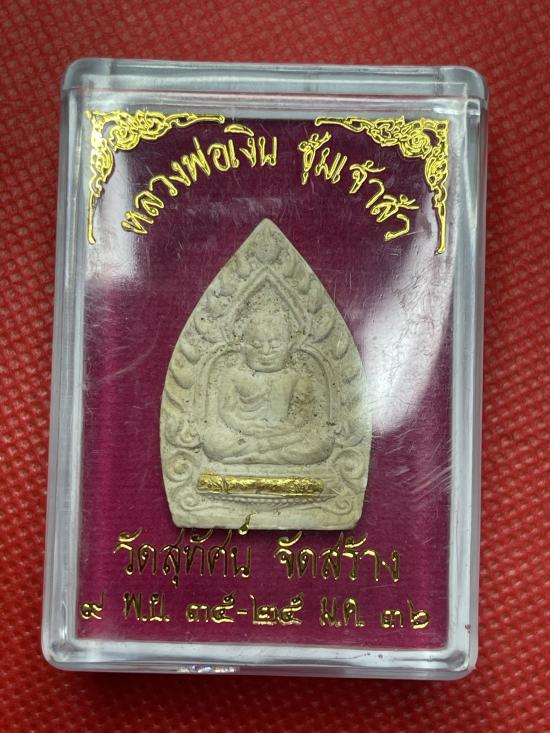 หลวงพ่อเงิน ซุ้มเจ้าสัว
วัดสุทัศน์ จัดสร้าง
๙ พ.ย. ๓๕-๒๕ ม.ค. ๓๖